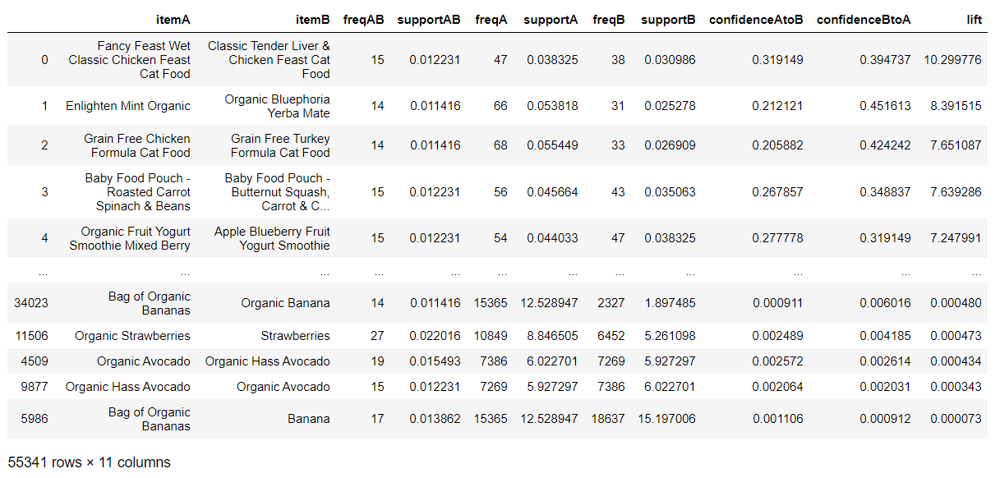 itemA itemB freqAB supportAB freqA supportA freqB supportB confidenceAtoB confidenceBtoA lift
0 Fancy Feast Wet Classic Chicken Feast Cat Food Classic Tender Liver & Chicken Feast Cat Food 15 0.012231 47 0.038325 38 0.030986 0.319149 0.394737 10.299776
1 Enlighten Mint Organic Organic Bluephoria Yerba Mate 14 0.011416 66 0.053818 31 0.025278 0.212121 0.451613 8.391515
2 Grain Free Chicken Formula Cat Food Grain Free Turkey Formula Cat Food 14 0.011416 68 0.055449 33 0.026909 0.205882 0.424242 7.651087
3 Baby Food Pouch - Roasted Carrot Spinach & Beans Baby Food Pouch - Butternut Squash, Carrot & C... 15 0.012231 56 0.045664 43 0.035063 0.267857 0.348837 7.639286
4 Organic Fruit Yogurt Smoothie Mixed Berry Apple Blueberry Fruit Yogurt Smoothie 15 0.012231 54 0.044033 47 0.038325 0.277778 0.319149 7.247991
... ... ... ... ... ... ... ... ... ... ... ...
34023 Bag of Organic Bananas Organic Banana 14 0.011416 15365 12.528947 2327 1.897485 0.000911 0.006016 0.000480
11506 Organic Strawberries Strawberries 27 0.022016 10849 8.846505 6452 5.261098 0.002489 0.004185 0.000473
4509 Organic Avocado Organic Hass Avocado 19 0.015493 7386 6.022701 7269 5.927297 0.002572 0.002614 0.000434
9877 Organic Hass Avocado Organic Avocado 15 0.012231 7269 5.927297 7386 6.022701 0.002064 0.002031 0.000343
5986 Bag of Organic Bananas Banana 17 0.013862 15365 12.528947 18637 15.197006 0.001106 0.000912 0.000073
55341 rows × 11 columns